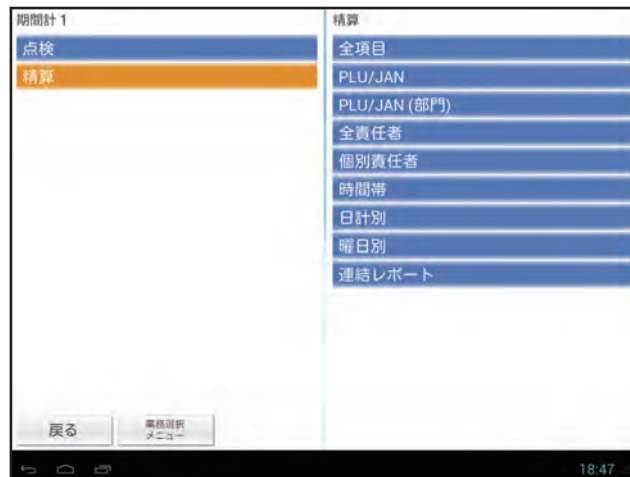 期間計 1
点検
精算
精算
全項目
PLU/JAN
PLU/JAN (部門)
全責任者
個別責任者
時間帯
日計別
曜日別
連結レポート
戻る
業務選択
メニュー
18:47